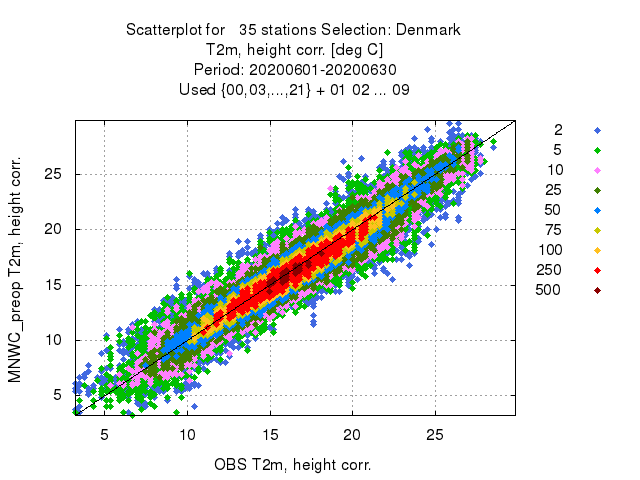 Scatterplot for   35 stations Selection: Denmark
T2m, height corr. [deg C]
Period: 20200601-20200630
Used {00,03,...,21} + 01 02 ... 09
MNWC_preop T2m, height corr.
25
20
15
10
5
5 10 15 20 25
OBS T2m, height corr.
2
5
10
25
50
75
100
250
500